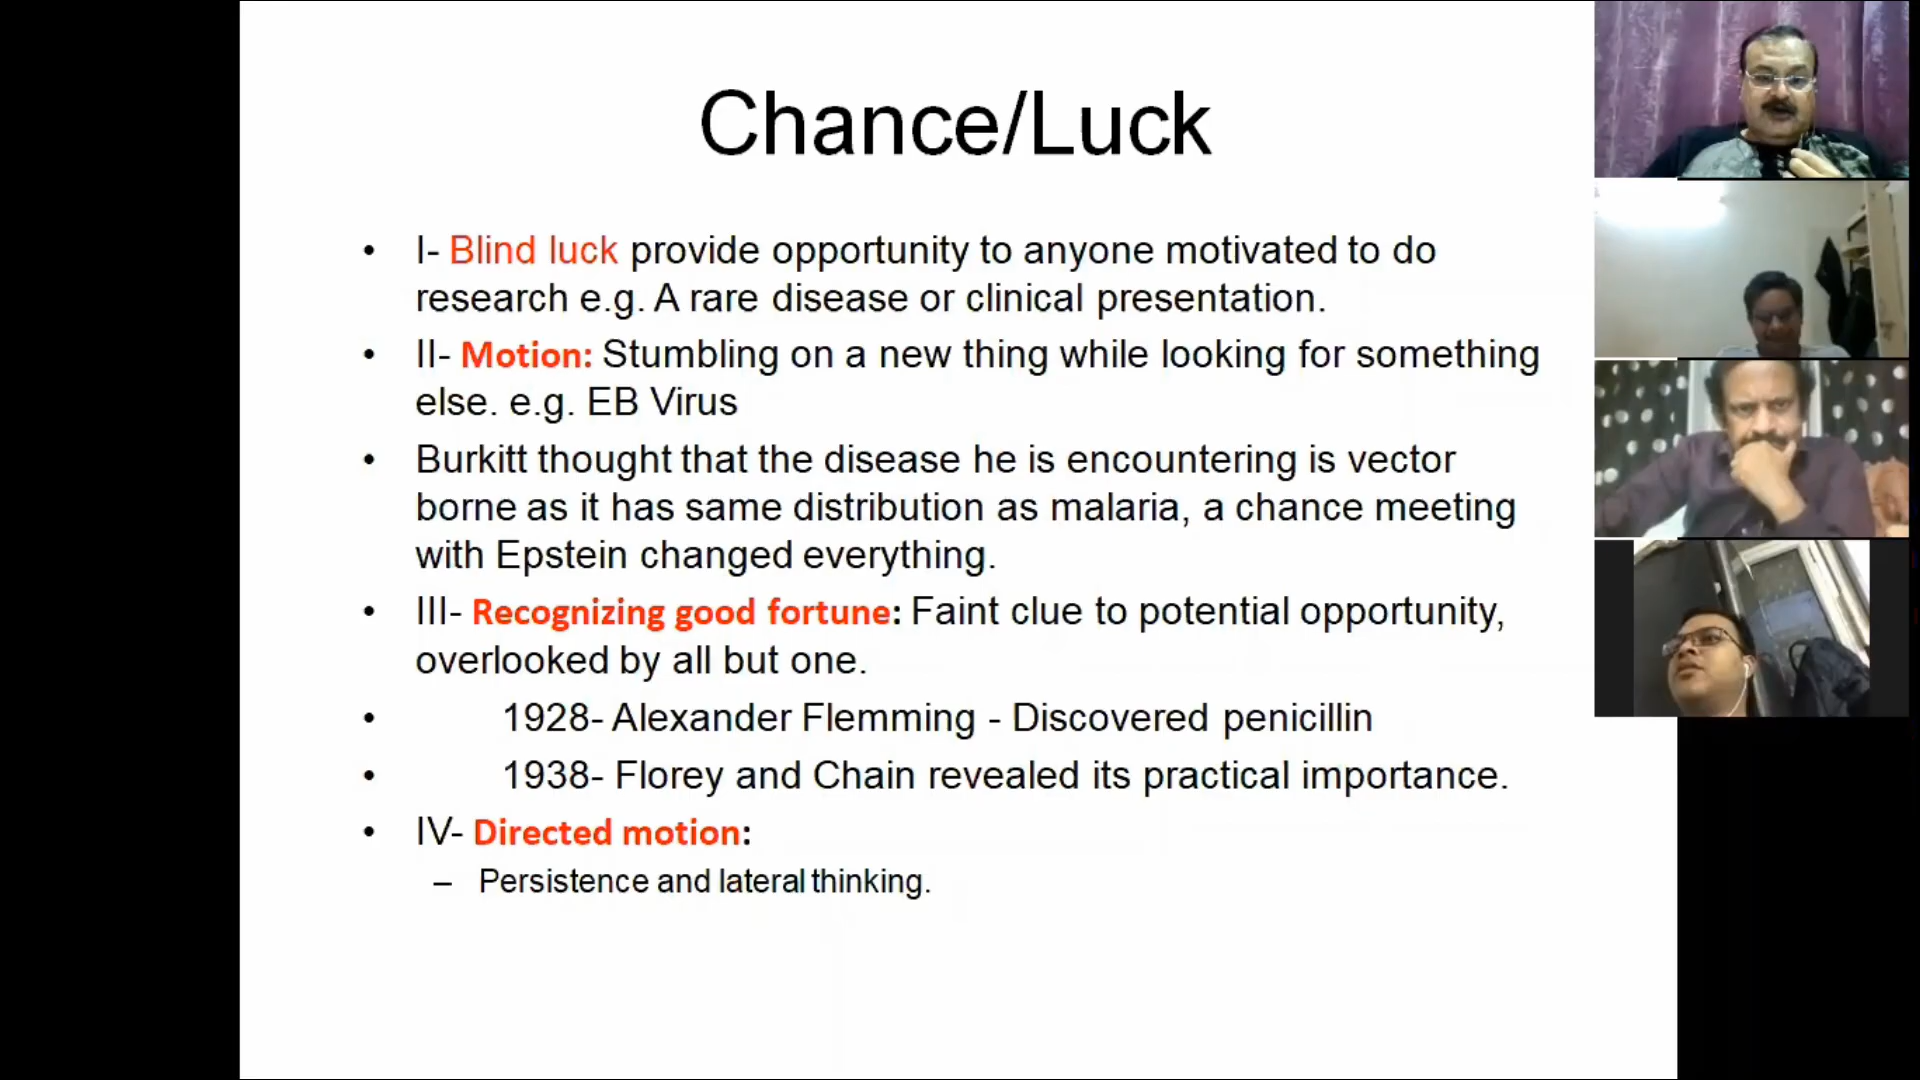 Chance/Luck
• I- Blind luck provide opportunity to anyone motivated to do
research e.g. A rare disease or clinical presentation.
• II- Motion: Stumbling on a new thing while looking for something
else. e.g. EB Virus
• Burkitt thought that the disease he is encountering is vector
borne as it has same distribution as malaria, a chance meeting
with Epstein changed everything.
• III- Recognizing good fortune: Faint clue to potential opportunity,
overlooked by all but one.
• 1928- Alexander Flemming - Discovered penicillin
• 1938- Florey and Chain revealed its practical importance.
• IV- Directed motion:
– Persistence and lateral thinking.